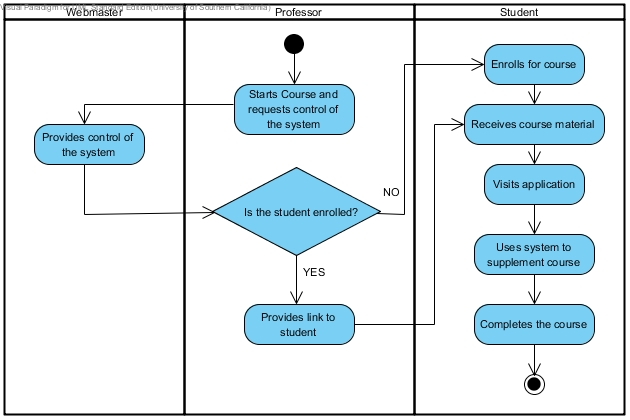 Visual Paradigm for UML Standard Edition(University of Southern California)
Webmaster
Professor
Student
Starts Course and
requests control of
the system
Provides control of
the system
Is the student enrolled?
NO
YES
Provides link to
student
Enrolls for course
Receives course material
Visits application
Uses system to
supplement course
Completes the course